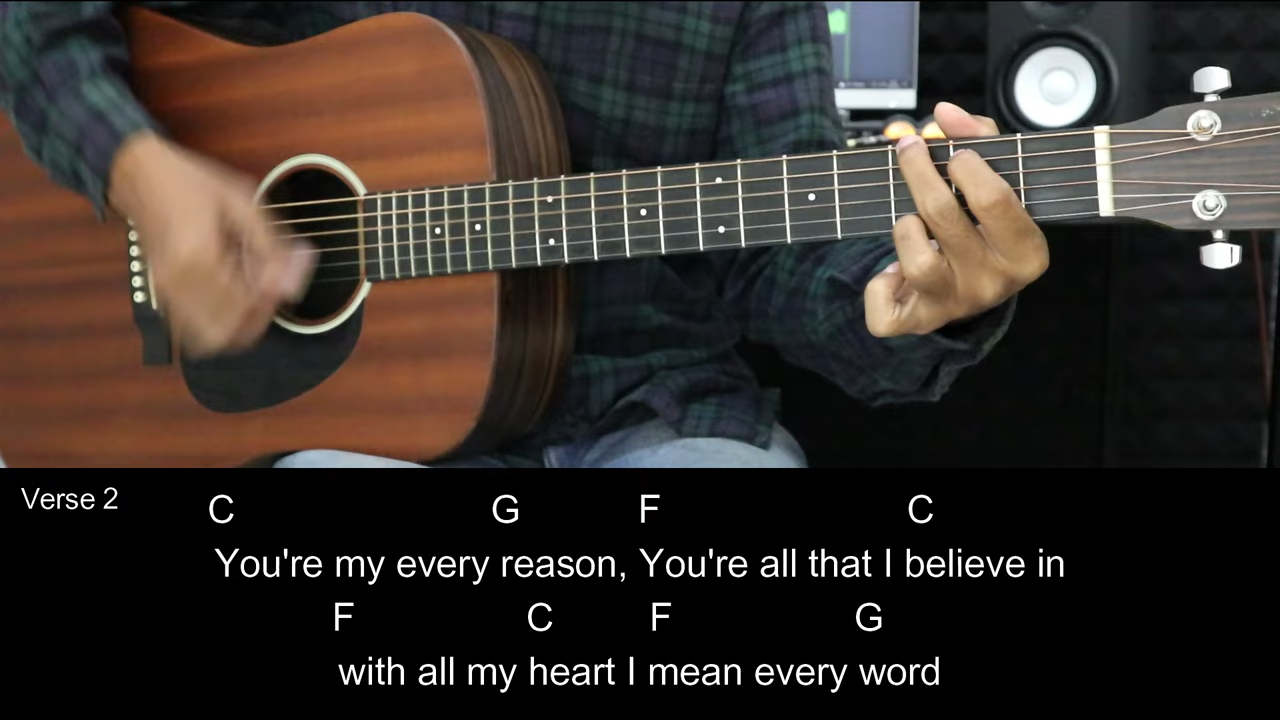 Verse 2
C G F C
You're my every reason, You're all that I believe in
F C F G
with all my heart I mean every word